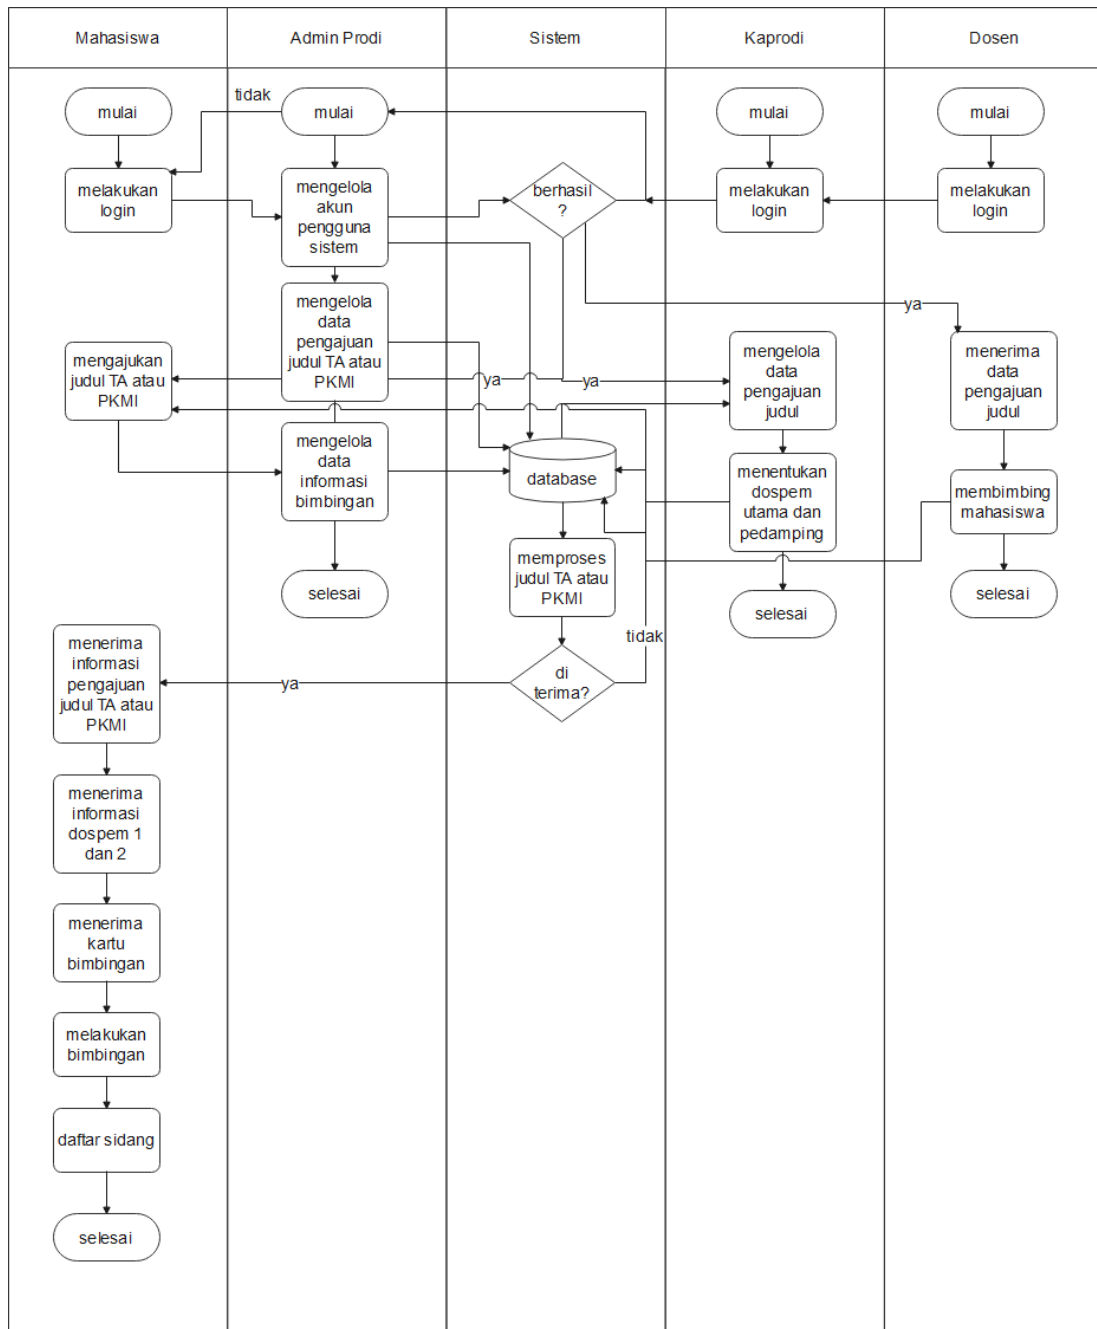 Mahasiswa
Admin Prodi
Sistem
Kaprodi
Dosen
mulai
tidak
mulai
mulai
mulai
melakukan
login
mengelola
akun
pengguna
sistem
berhasil
?
melakukan
login
melakukan
login
ya
mengelola
data
pengajuan
judul TA atau
PKMI
mengajukan
judul TA atau
PKMI
ya
ya
mengelola
data
pengajuan
judul
menerima
data
pengajuan
judul
mengelola
data
informasi
bimbingan
database
menentukan
dospem
utama dan
pedamping
membimbing
mahasiswa
selesai
memproses
judul TA atau
PKMI
selesai
selesai
tidak
menerima
informasi
pengajuan
judul TA atau
PKMI
ya
di
terima?
menerima
informasi
dospem 1
dan 2
menerima
kartu
bimbingan
melakukan
bimbingan
daftar sidang
selesai